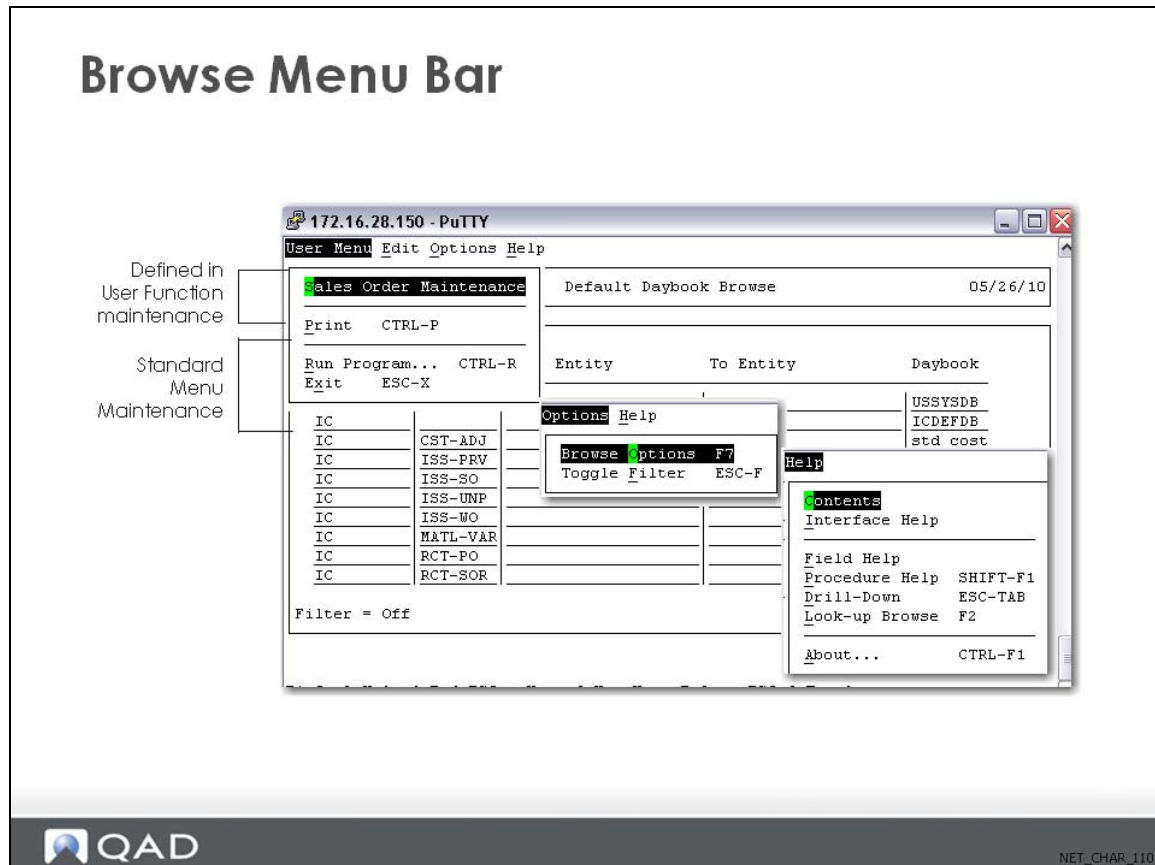 Browse Menu Bar
172.16.28.150 - PuTTY
User Menu Edit Options Help
Defined in
User Function
maintenance
Sales Order Maintenance
Default Daybook Browse 05/26/10
Print CTRL-P
Standard
Menu
Maintenance
Run Program... CTRL-R
Exit ESC-X
Entity To Entity Daybook
IC USSYSDB
IC CST-ADJ ICDEFDB
IC ISS-PRV std cost
IC ISS-SO
IC ISS-UNP
IC ISS-WO
IC MATL-VAR
IC RCT-PO
IC RCT-SOR
Filter = Off
Options Help
Browse Options F7
Toggle Filter ESC-F
Help
Contents
Interface Help
Field Help
Procedure Help SHIFT-F1
Drill-Down ESC-TAB
Look-up Browse F2
About... CTRL-F1
QAD
NET_CHAR_110